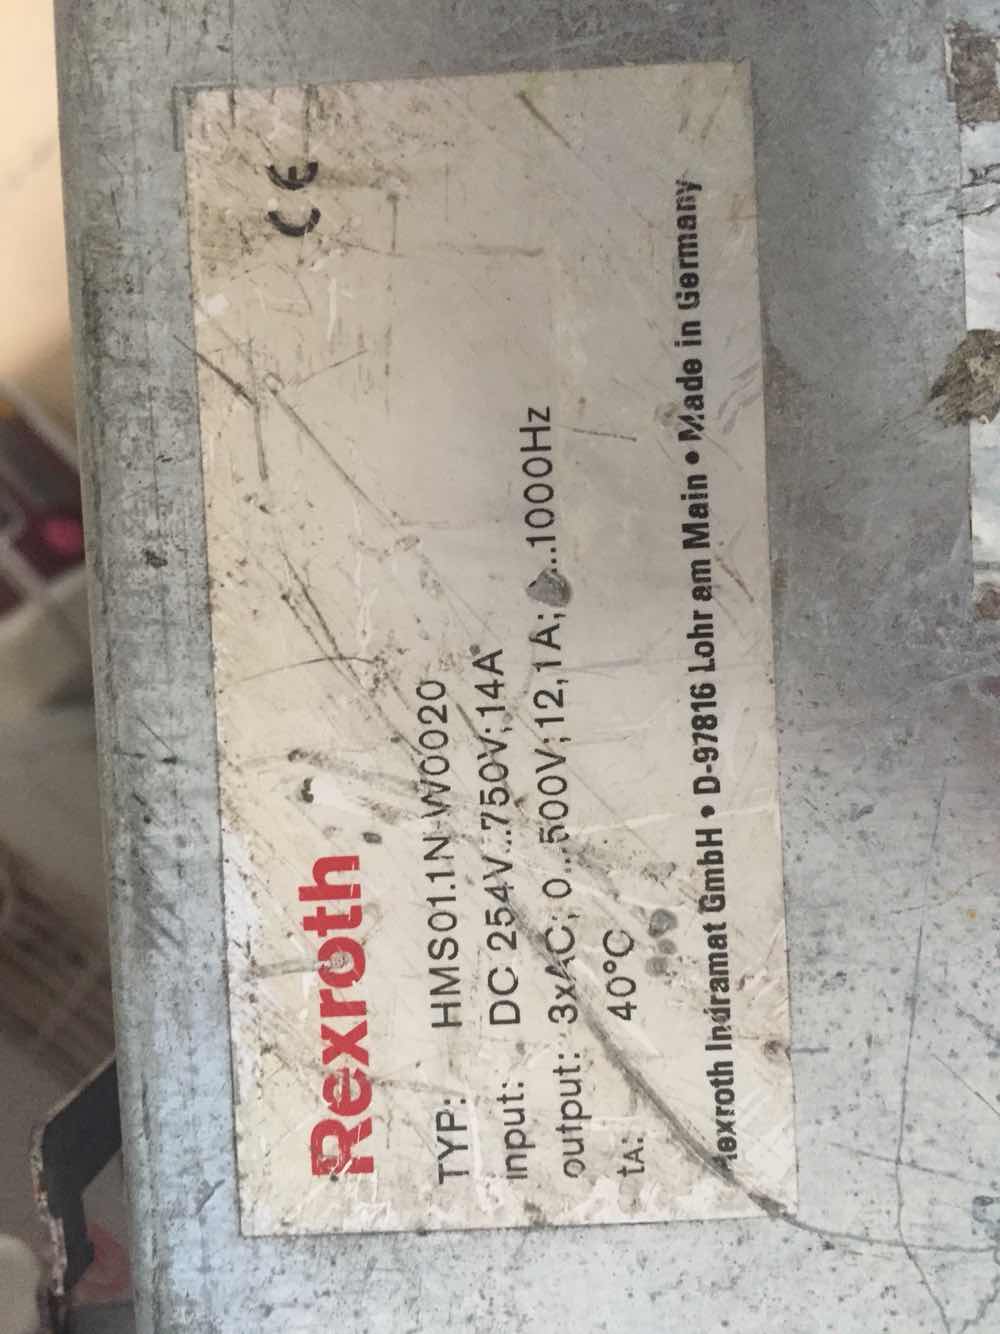 Rexroth
CE
TYP: HMS01.1N-W0020
input: DC 254V...750V; 14A
output: 3xAC; 0...500V; 12,1A; ...1000Hz
tA: 40°C
Rexroth Indramat GmbH • D-97816 Lohr am Main • Made in Germany